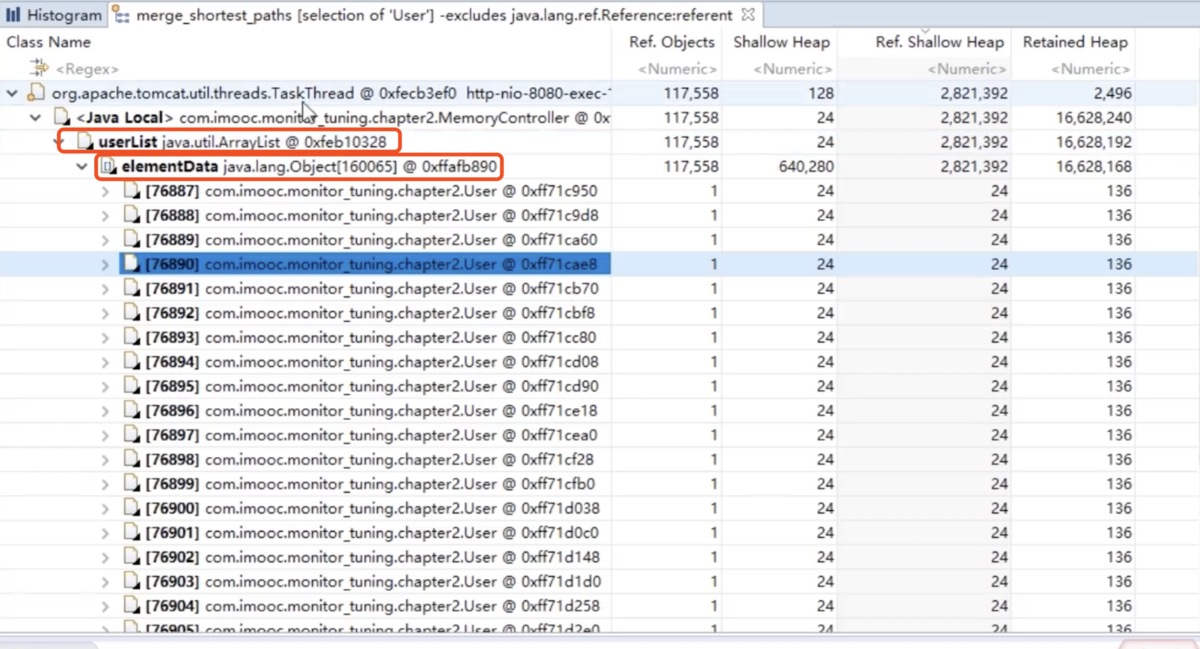 Histogram merge_shortest_paths [selection of 'User'] -excludes java.lang.ref.Reference:referent
Class Name Ref. Objects Shallow Heap Ref. Shallow Heap Retained Heap
<Regex> <Numeric> <Numeric> <Numeric> <Numeric>
org.apache.tomcat.util.threads.TaskThread @ 0xfecb3ef0 http-nio-8080-exec- 117,558 128 2,821,392 2,496
<Java Local> com.imooc.monitor_tuning.chapter2.MemoryController @ 0x 117,558 24 2,821,392 16,628,240
userList java.util.ArrayList @ 0xfeb10328 117,558 24 2,821,392 16,628,192
elementData java.lang.Object[160065] @ 0xffafb890 117,558 640,280 2,821,392 16,628,168
[76887] com.imooc.monitor_tuning.chapter2.User @ 0xff71c950 1 24 24 136
[76888] com.imooc.monitor_tuning.chapter2.User @ 0xff71c9d8 1 24 24 136
[76889] com.imooc.monitor_tuning.chapter2.User @ 0xff71ca60 1 24 24 136
[76890] com.imooc.monitor_tuning.chapter2.User @ 0xff71cae8 1 24 24 136
[76891] com.imooc.monitor_tuning.chapter2.User @ 0xff71cb70 1 24 24 136
[76892] com.imooc.monitor_tuning.chapter2.User @ 0xff71cbf8 1 24 24 136
[76893] com.imooc.monitor_tuning.chapter2.User @ 0xff71cc80 1 24 24 136
[76894] com.imooc.monitor_tuning.chapter2.User @ 0xff71cd08 1 24 24 136
[76895] com.imooc.monitor_tuning.chapter2.User @ 0xff71cd90 1 24 24 136
[76896] com.imooc.monitor_tuning.chapter2.User @ 0xff71ce18 1 24 24 136
[76897] com.imooc.monitor_tuning.chapter2.User @ 0xff71cea0 1 24 24 136
[76898] com.imooc.monitor_tuning.chapter2.User @ 0xff71cf28 1 24 24 136
[76899] com.imooc.monitor_tuning.chapter2.User @ 0xff71cfb0 1 24 24 136
[76900] com.imooc.monitor_tuning.chapter2.User @ 0xff71d038 1 24 24 136
[76901] com.imooc.monitor_tuning.chapter2.User @ 0xff71d0c0 1 24 24 136
[76902] com.imooc.monitor_tuning.chapter2.User @ 0xff71d148 1 24 24 136
[76903] com.imooc.monitor_tuning.chapter2.User @ 0xff71d1d0 1 24 24 136
[76904] com.imooc.monitor_tuning.chapter2.User @ 0xff71d258 1 24 24 136
[76905] com.imooc.monitor_tuning.chapter2.User @ 0xff71d2e0 1 24 24 136